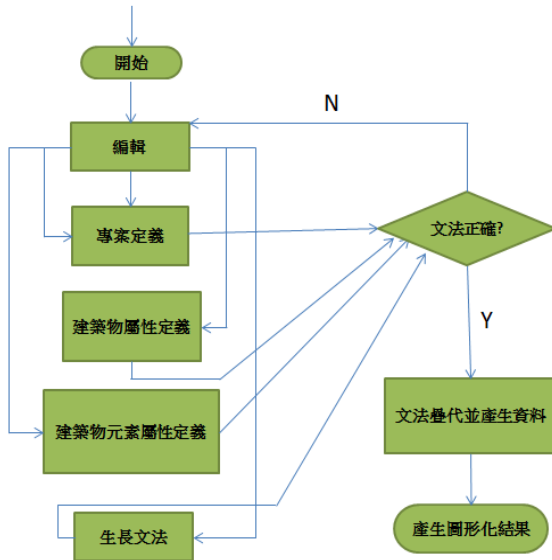 開始
N
編輯
專案定義
文法正確?
建築物屬性定義
Y
建築物元素屬性定義
文法疊代並產生資料
生長文法
產生圖形化結果